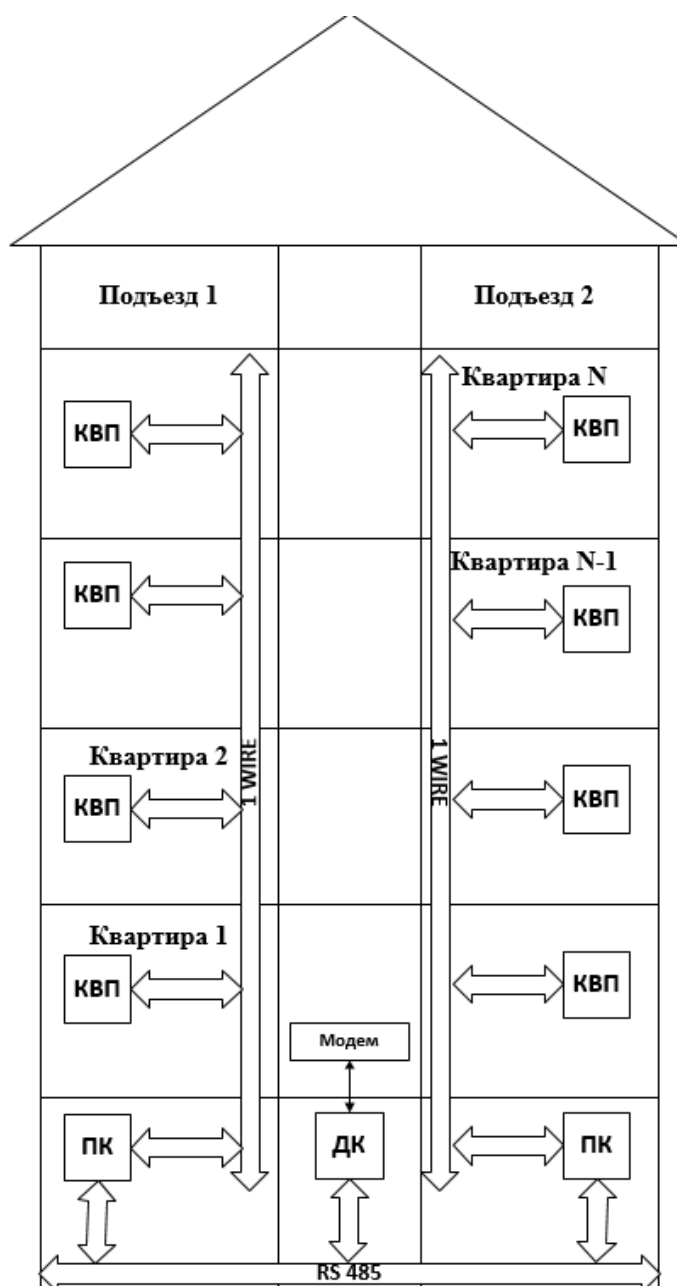 Подъезд 1
Подъезд 2
Квартира N
КВП
КВП
Квартира N-1
КВП
КВП
Квартира 2
1 WIRE
1 WIRE
КВП
КВП
Квартира 1
КВП
КВП
Модем
ПК
ДК
ПК
RS 485